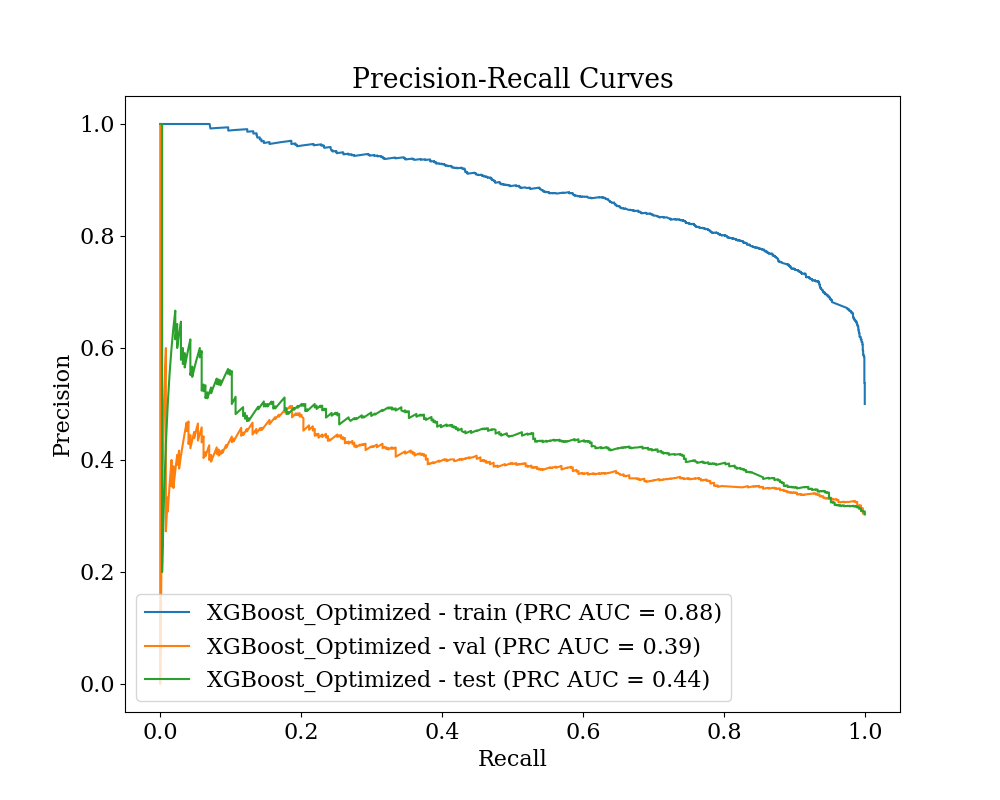 Precision-Recall Curves
Precision
1.0
0.8
0.6
0.4
0.2
0.0
XGBoost_Optimized - train (PRC AUC = 0.88)
XGBoost_Optimized - val (PRC AUC = 0.39)
XGBoost_Optimized - test (PRC AUC = 0.44)
0.0 0.2 0.4 0.6 0.8 1.0
Recall